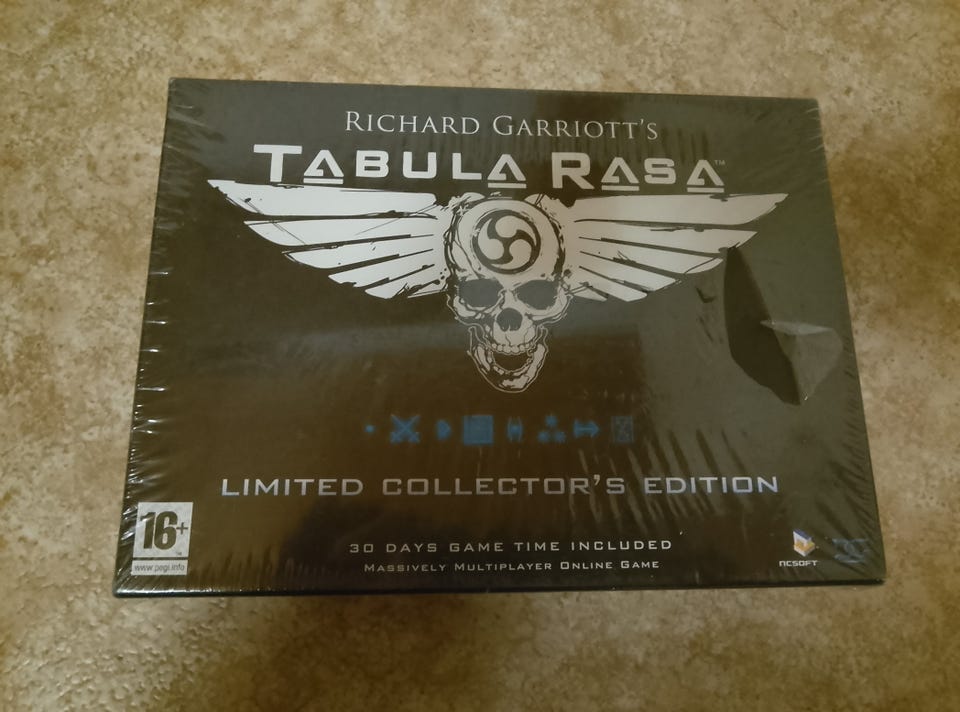 RICHARD GARRIOTT'S
TABULA RASA™
LIMITED COLLECTOR'S EDITION
30 DAYS GAME TIME INCLUDED
MASSIVELY MULTIPLAYER ONLINE GAME
16+
www.pegi.info
NCSOFT